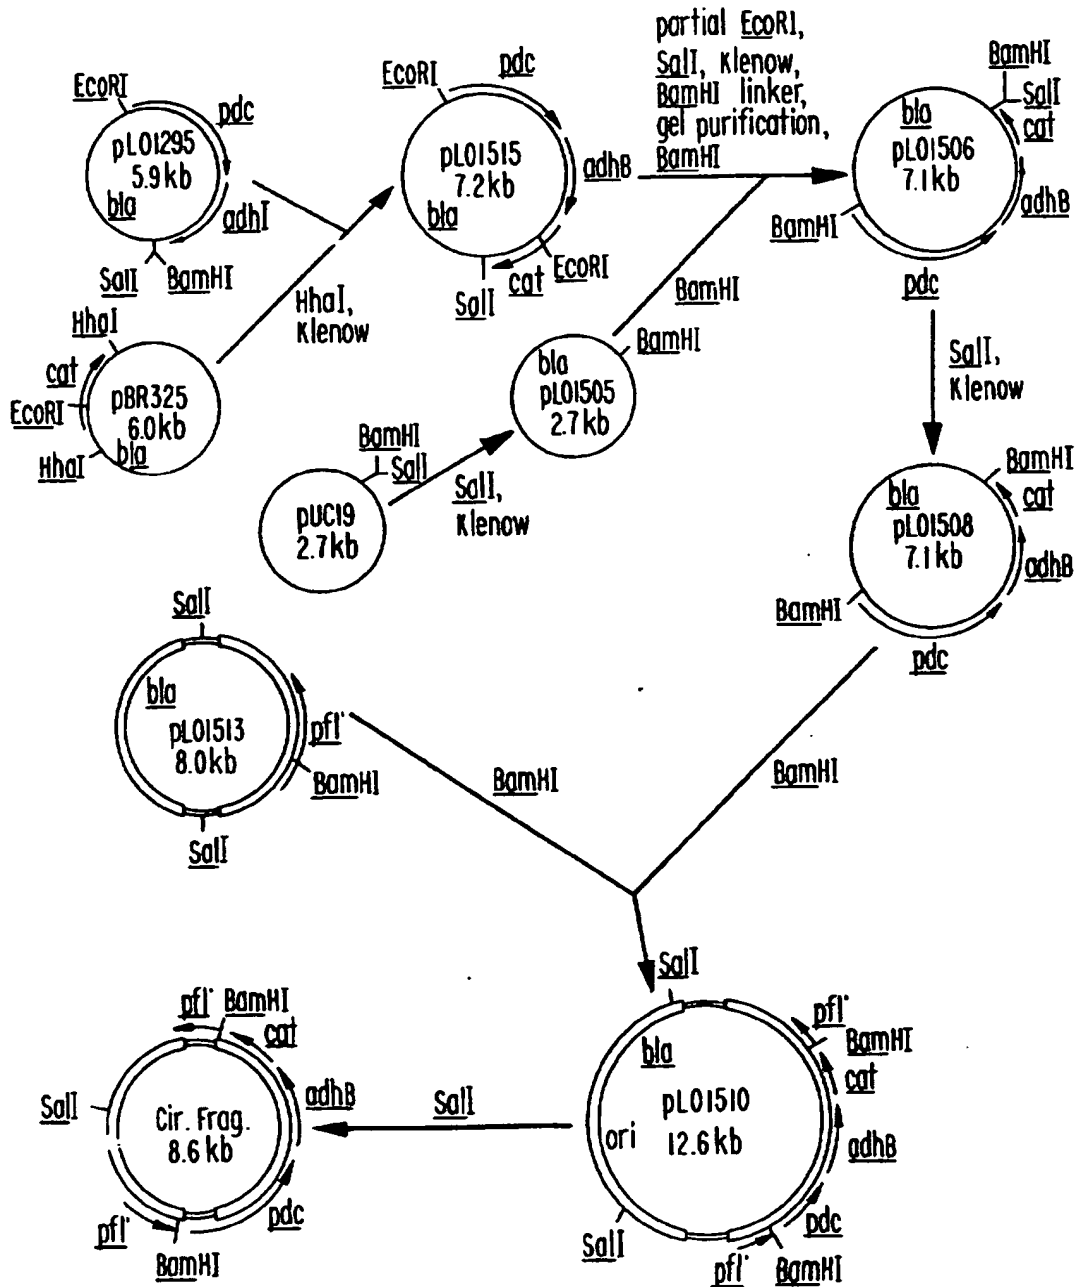 EcoRI
pdc
pLOI295
5.9kb
bla
adhI
SalI
BamHI
EcoRI
pdc
pLOI515
7.2kb
bla
adhB
EcoRI
cat
SalI
partial EcoRI,
SalI, Klenow,
BamHI linker,
gel purification,
BamHI
BamHI
SalI
bla
cat
pLOI506
7.1kb
adhB
BamHI
pdc
HhaI
cat
pBR325
EcoRI
6.0kb
bla
HhaI
HhaI,
Klenow
BamHI
BamHI
bla
pLOI505
2.7kb
BamHI
SalI
pUC19
2.7kb
SalI,
Klenow
SalI,
Klenow
BamHI
bla
cat
pLOI508
7.1kb
adhB
BamHI
pdc
SalI
bla
pLOI513
8.0kb
pfl'
BamHI
SalI
BamHI
BamHI
SalI
pfl'
BamHI
bla
cat
pLOI510
12.6kb
ori
adhB
pdc
SalI
pfl'
BamHI
SalI
pfl'
BamHI
cat
adhB
SalI
Cir. Frag.
8.6kb
pfl'
pdc
BamHI